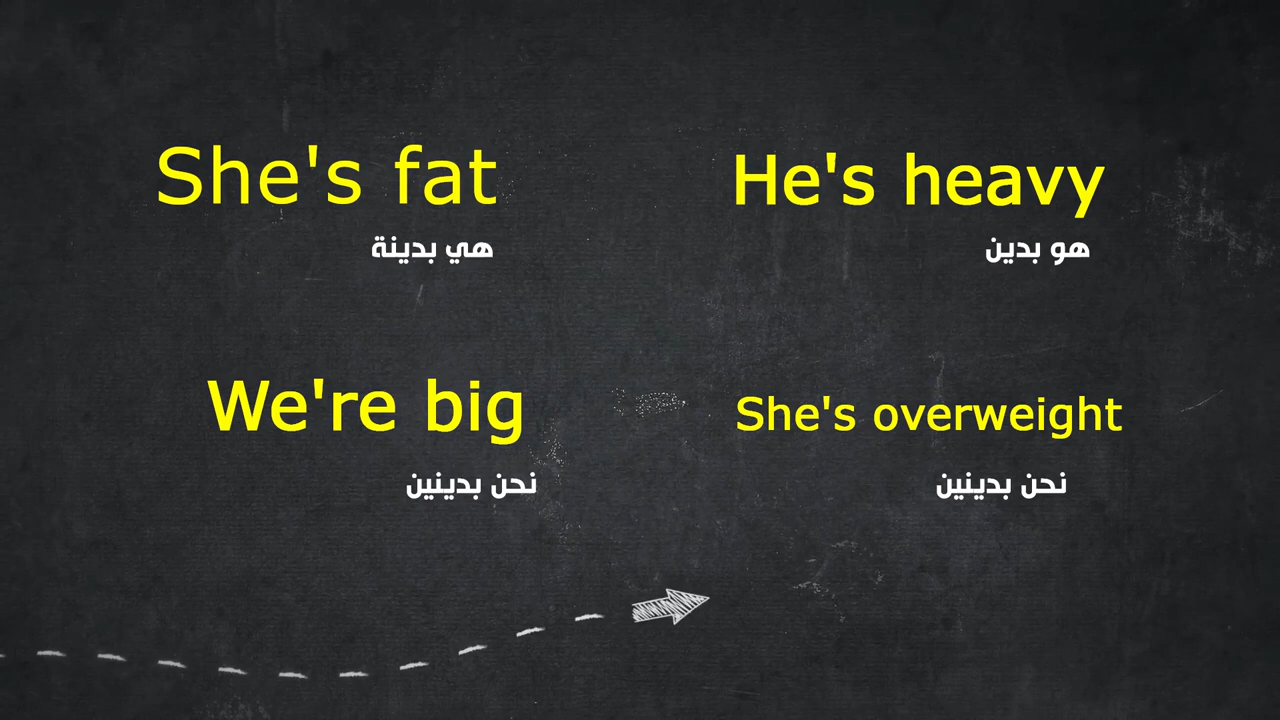 She's fat
هي بدينة
He's heavy
هو بدين
We're big
نحن بدينين
She's overweight
نحن بدينين